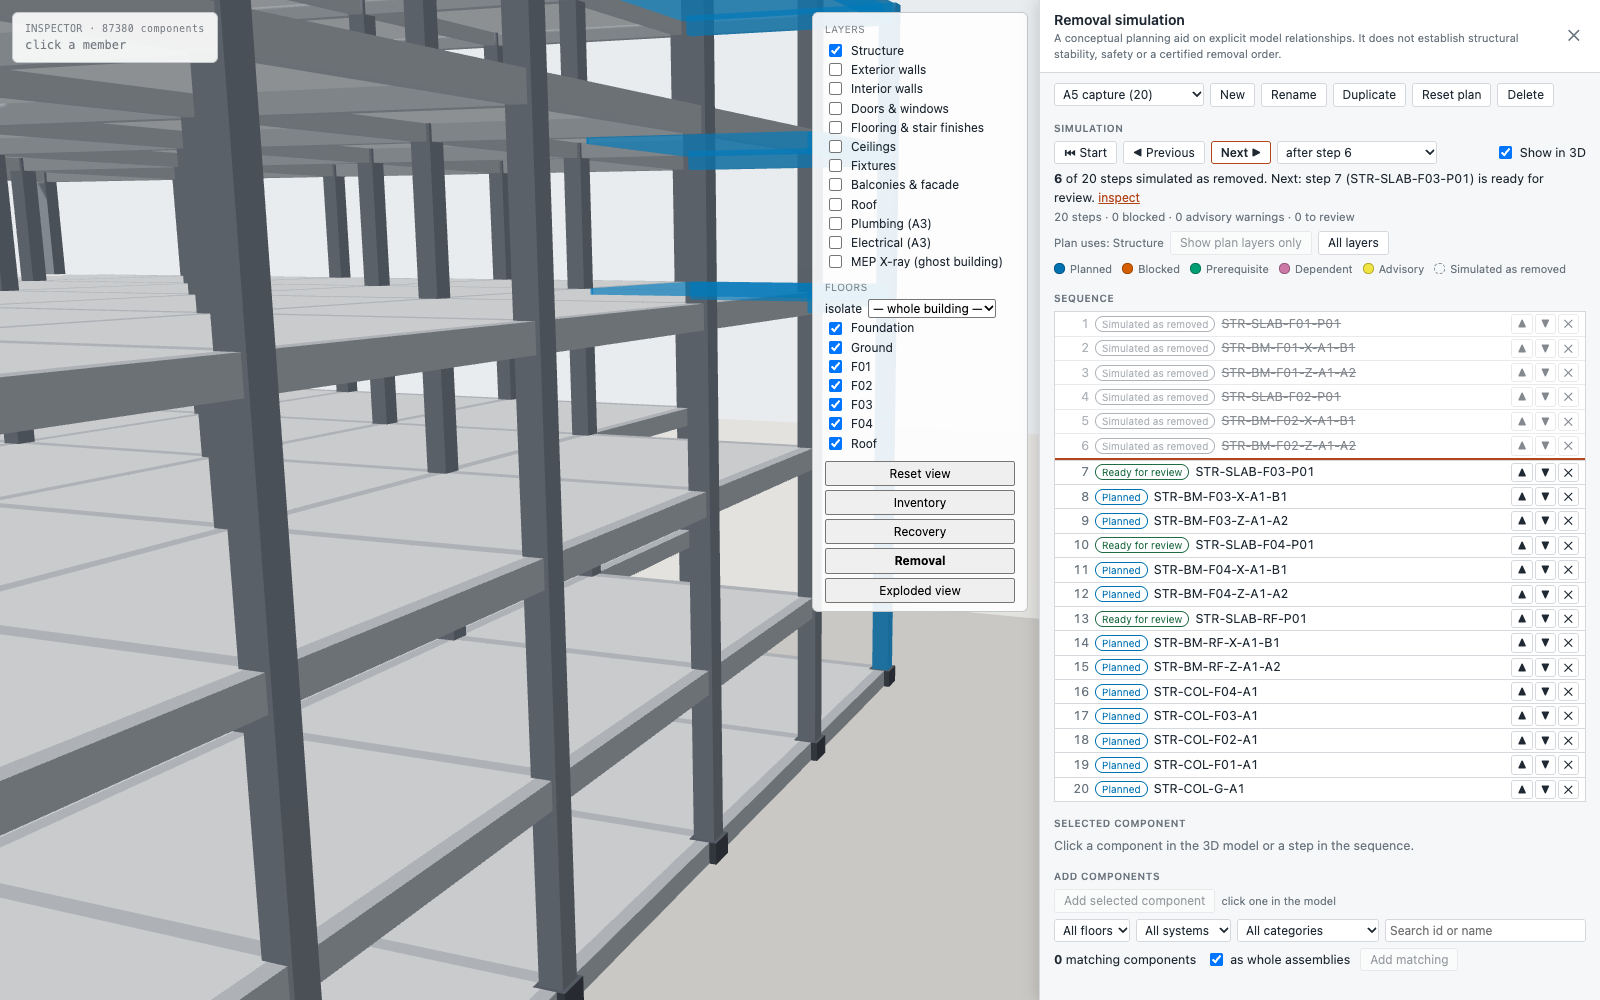 INSPECTOR · 87380 components
click a member
LAYERS
Structure
Exterior walls
Interior walls
Doors & windows
Flooring & stair finishes
Ceilings
Fixtures
Balconies & facade
Roof
Plumbing (A3)
Electrical (A3)
MEP X-ray (ghost building)
FLOORS
isolate — whole building —
Foundation
Ground
F01
F02
F03
F04
Roof
Reset view
Inventory
Recovery
Removal
Exploded view
Removal simulation
A conceptual planning aid on explicit model relationships. It does not establish structural
stability, safety or a certified removal order.
A5 capture (20) New Rename Duplicate Reset plan Delete
SIMULATION
Start Previous Next after step 6 Show in 3D
6 of 20 steps simulated as removed. Next: step 7 (STR-SLAB-F03-P01) is ready for
review. inspect
20 steps · 0 blocked · 0 advisory warnings · 0 to review
Plan uses: Structure Show plan layers only All layers
Planned Blocked Prerequisite Dependent Advisory Simulated as removed
SEQUENCE
1 Simulated as removed STR-SLAB-F01-P01
2 Simulated as removed STR-BM-F01-X-A1-B1
3 Simulated as removed STR-BM-F01-Z-A1-A2
4 Simulated as removed STR-SLAB-F02-P01
5 Simulated as removed STR-BM-F02-X-A1-B1
6 Simulated as removed STR-BM-F02-Z-A1-A2
7 Ready for review STR-SLAB-F03-P01
8 Planned STR-BM-F03-X-A1-B1
9 Planned STR-BM-F03-Z-A1-A2
10 Ready for review STR-SLAB-F04-P01
11 Planned STR-BM-F04-X-A1-B1
12 Planned STR-BM-F04-Z-A1-A2
13 Ready for review STR-SLAB-RF-P01
14 Planned STR-BM-RF-X-A1-B1
15 Planned STR-BM-RF-Z-A1-A2
16 Planned STR-COL-F04-A1
17 Planned STR-COL-F03-A1
18 Planned STR-COL-F02-A1
19 Planned STR-COL-F01-A1
20 Planned STR-COL-G-A1
SELECTED COMPONENT
Click a component in the 3D model or a step in the sequence.
ADD COMPONENTS
Add selected component click one in the model
All floors All systems All categories Search id or name
0 matching components as whole assemblies Add matching